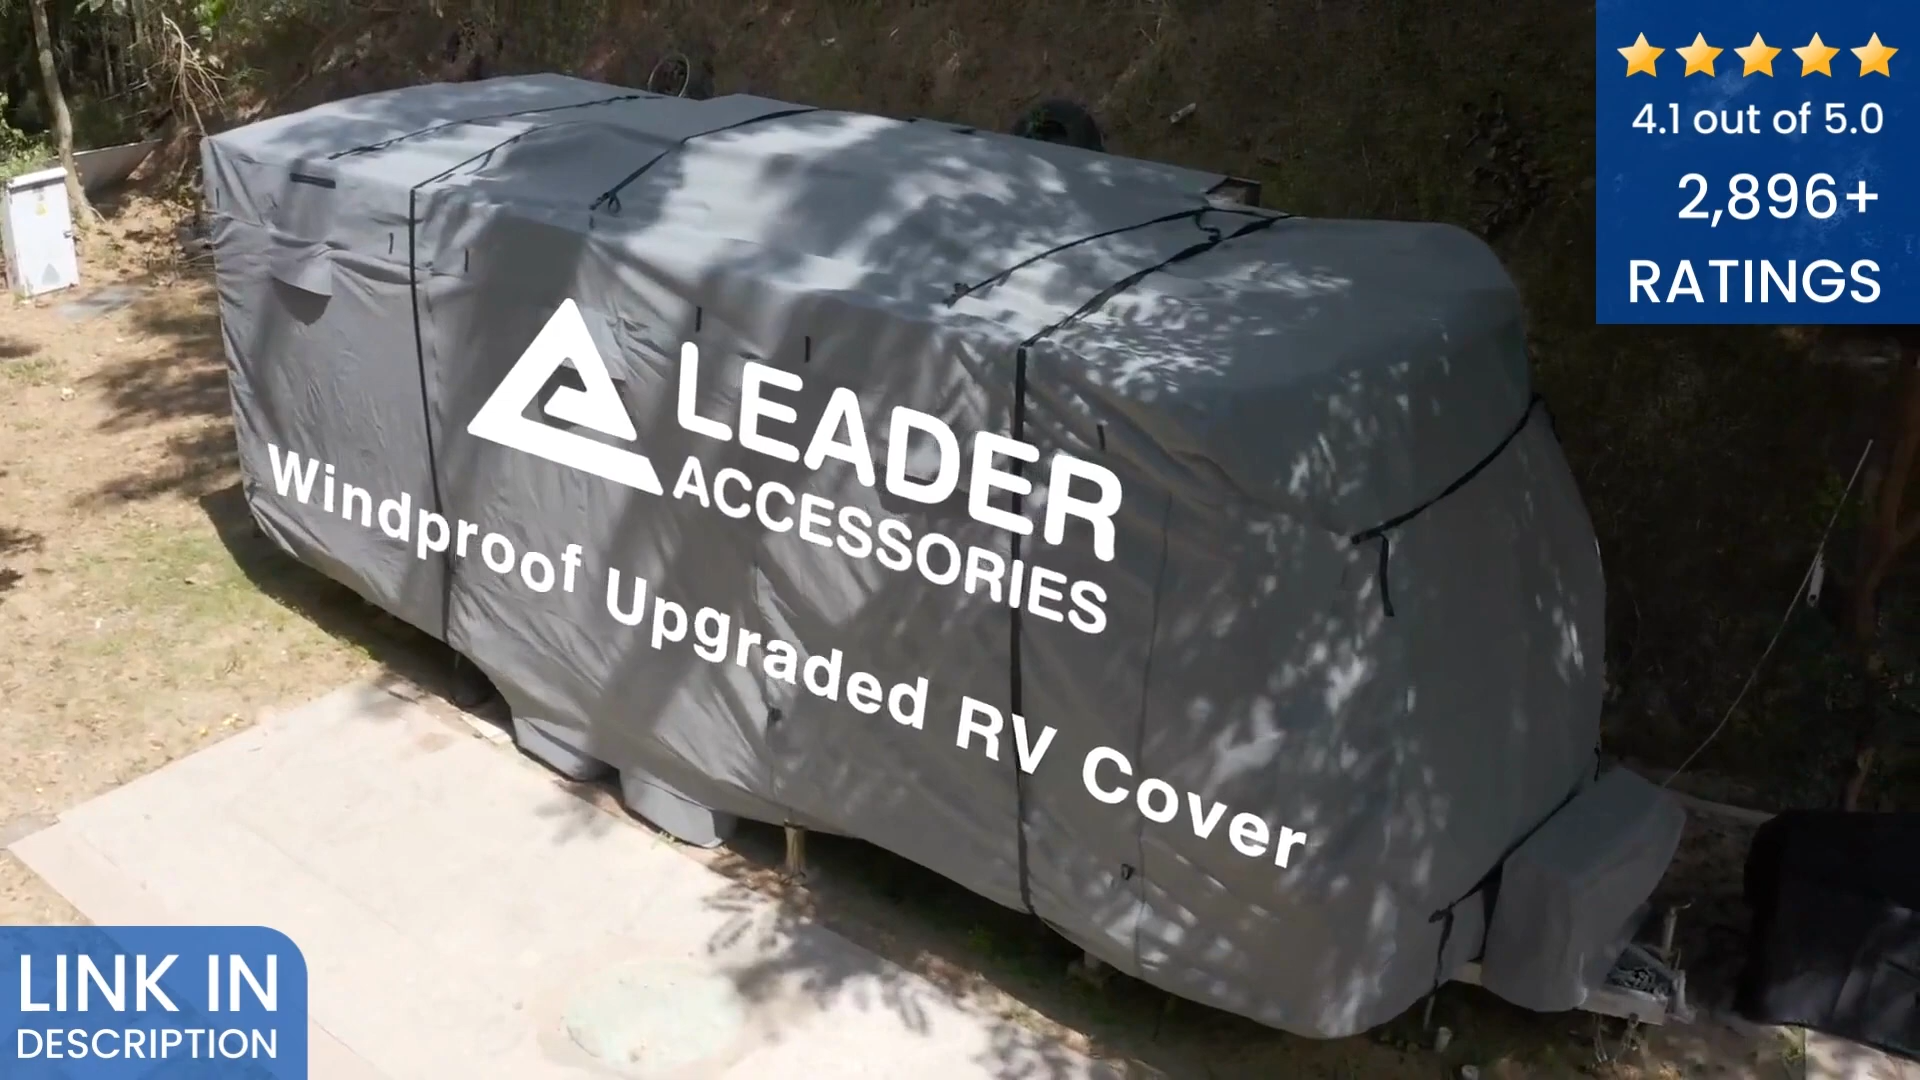 4.1 out of 5.0
2,896+
RATINGS
LEADER
ACCESSORIES
Windproof Upgraded RV Cover
LINK IN
DESCRIPTION